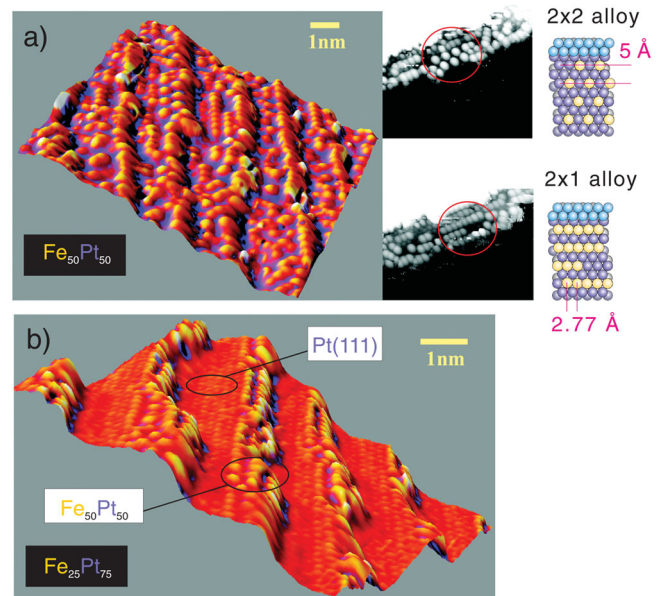 a)
1nm
2x2 alloy
5 Å
Fe50Pt50
2x1 alloy
2.77 Å
b)
Pt(111)
1nm
Fe50Pt50
Fe25Pt75